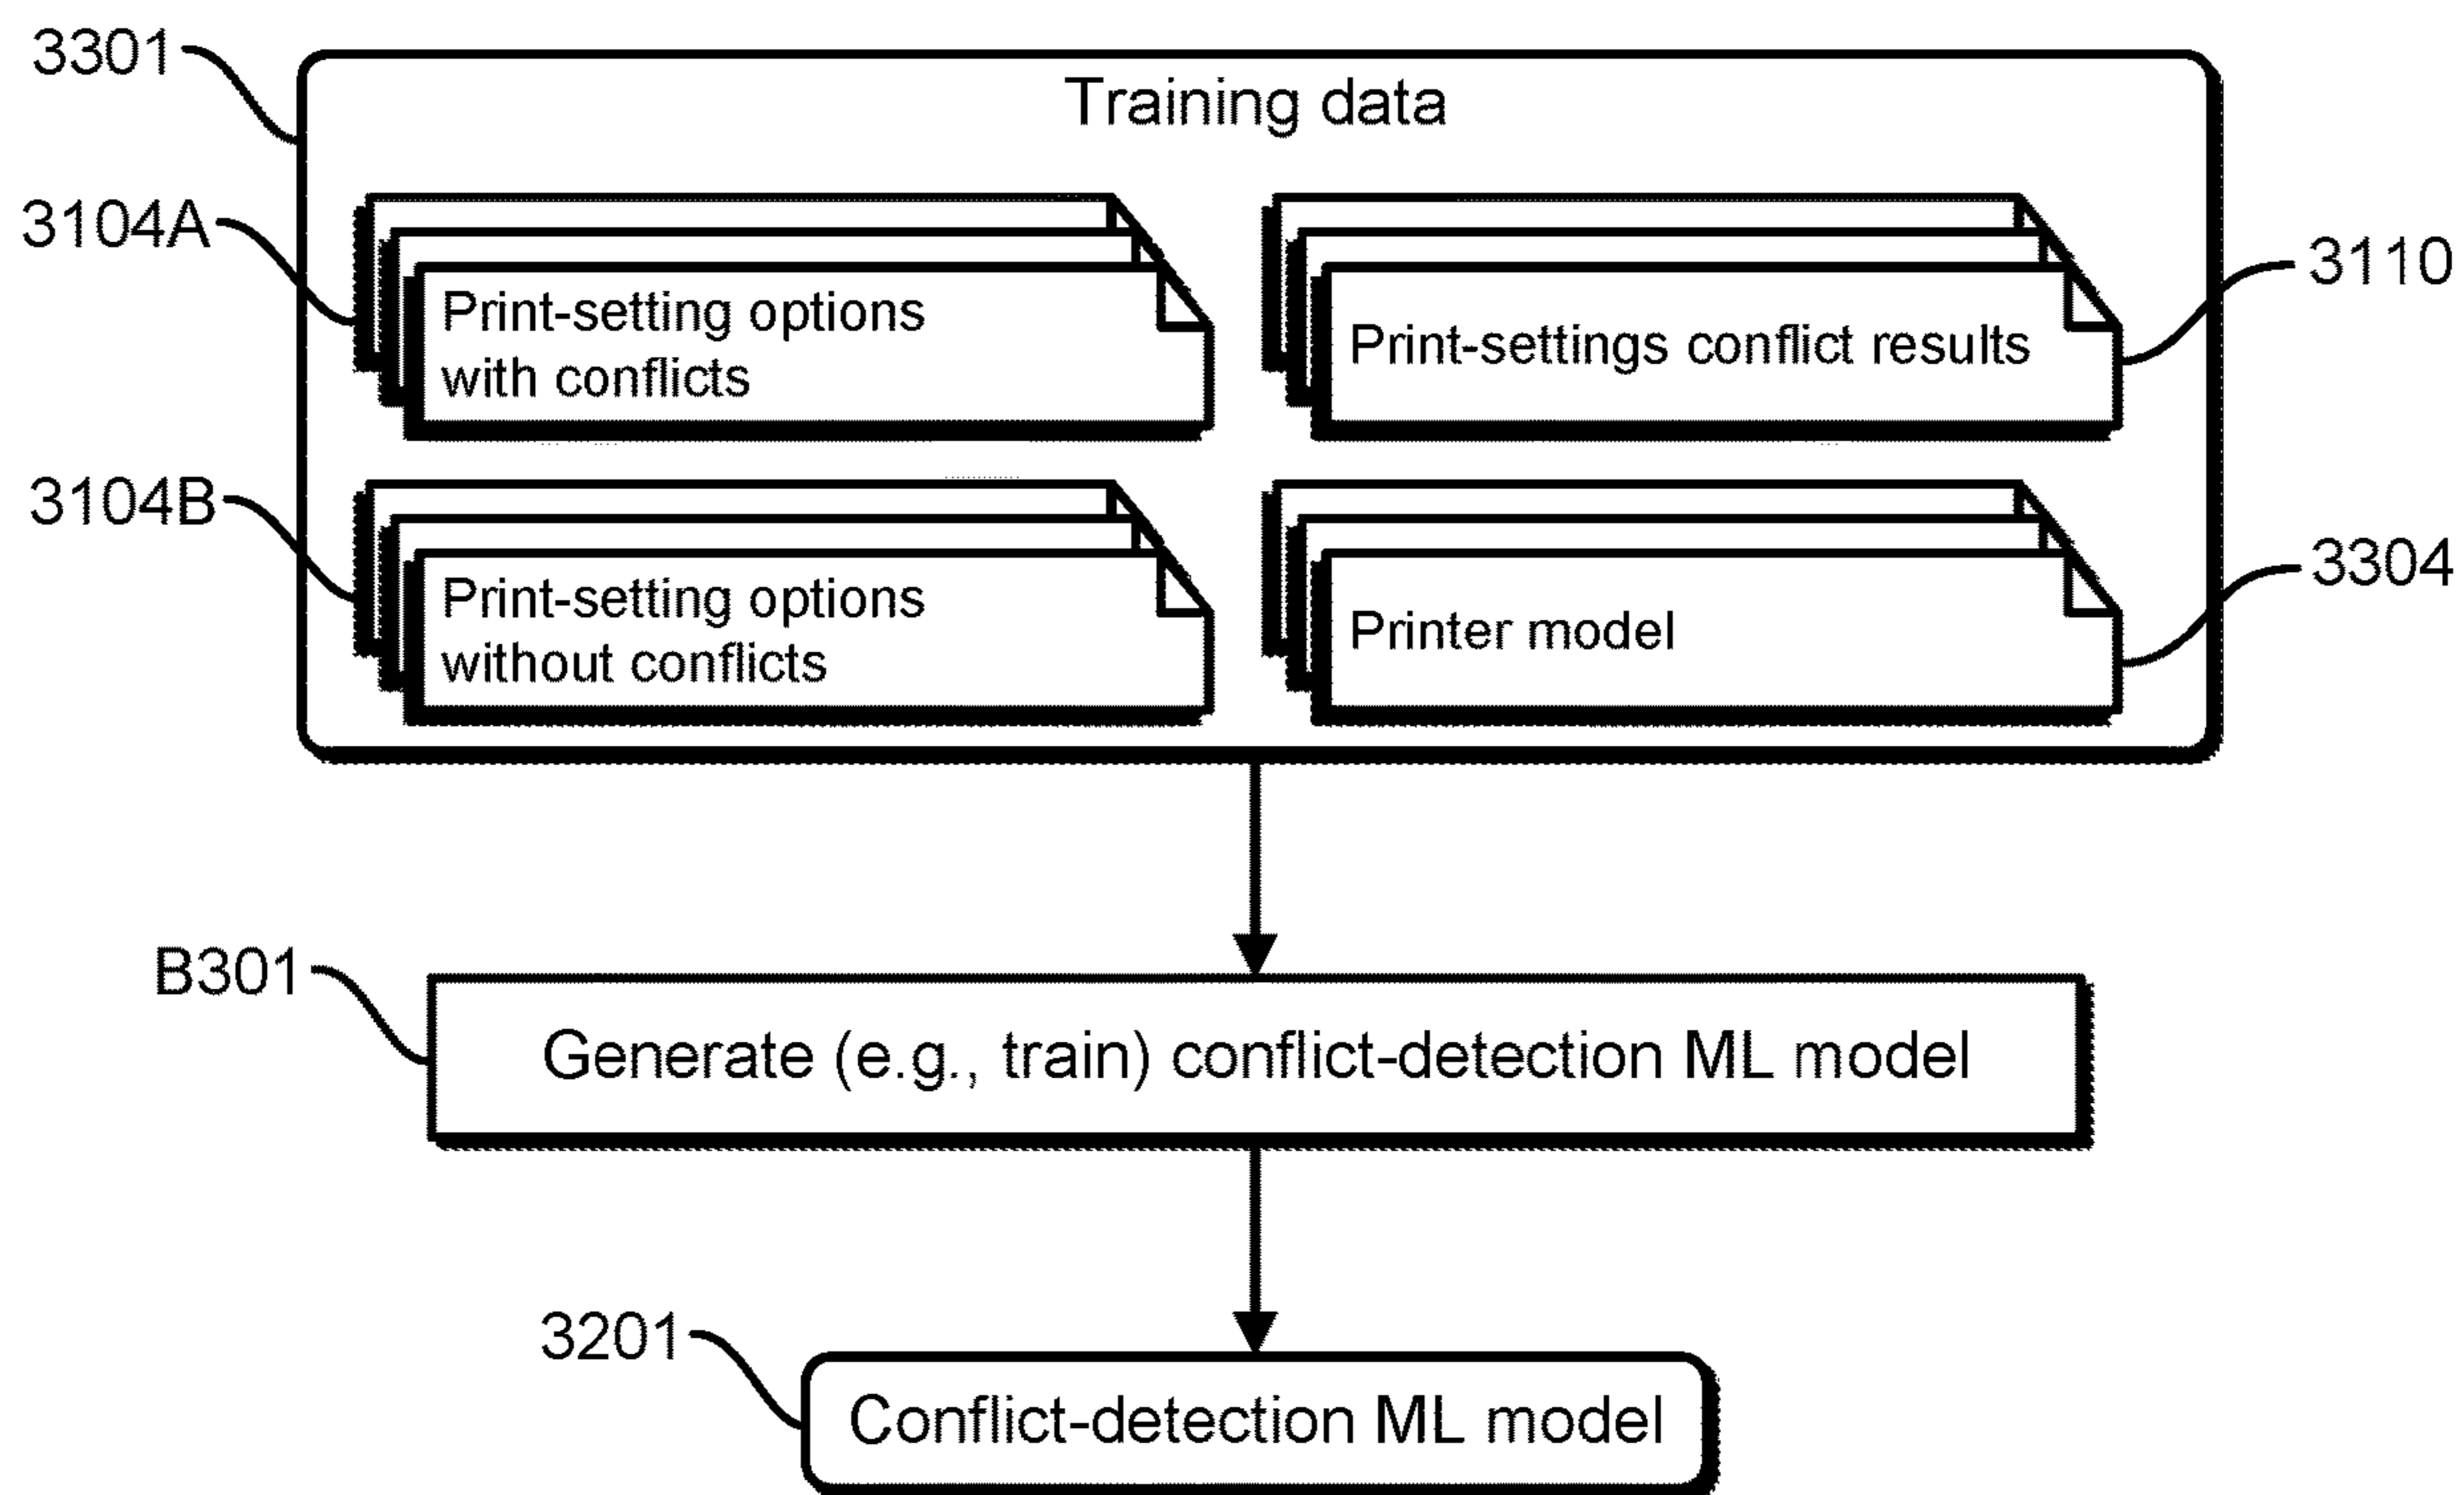 3301
Training data
3104A
Print-setting options
with conflicts
Print-settings conflict results
3110
3104B
Print-setting options
without conflicts
Printer model
3304
B301
Generate (e.g., train) conflict-detection ML model
3201
Conflict-detection ML model